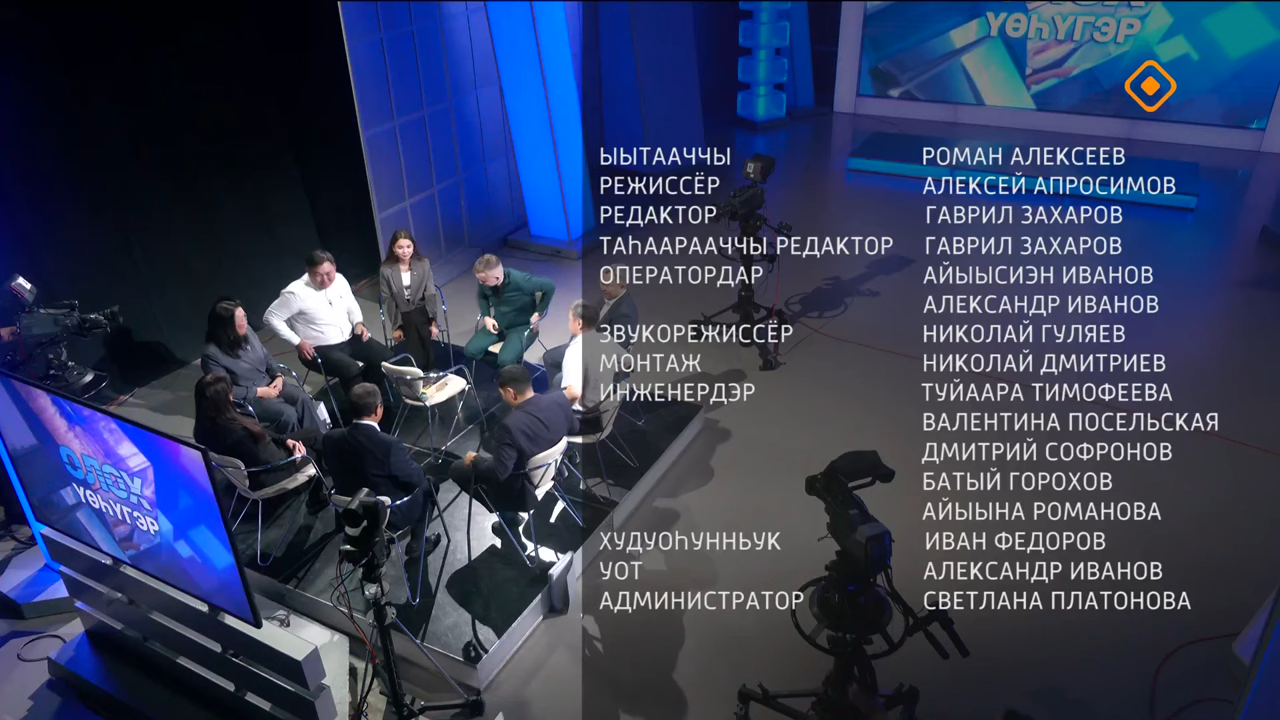 ҮӨҺҮГЭР
ЫЫТААЧЧЫ РОМАН АЛЕКСЕЕВ
РЕЖИССЁР АЛЕКСЕЙ АПРОСИМОВ
РЕДАКТОР ГАВРИЛ ЗАХАРОВ
ТАҺААРААЧЧЫ РЕДАКТОР ГАВРИЛ ЗАХАРОВ
ОПЕРАТОРДАР АЙЫЫСИЭН ИВАНОВ
АЛЕКСАНДР ИВАНОВ
ЗВУКОРЕЖИССЁР НИКОЛАЙ ГУЛЯЕВ
МОНТАЖ НИКОЛАЙ ДМИТРИЕВ
ИНЖЕНЕРДЭР ТУЙААРА ТИМОФЕЕВА
ВАЛЕНТИНА ПОСЕЛЬСКАЯ
ДМИТРИЙ СОФРОНОВ
БАТЫЙ ГОРОХОВ
АЙЫЫНА РОМАНОВА
ХУДУОҺУННЬУК ИВАН ФЕДОРОВ
УОТ АЛЕКСАНДР ИВАНОВ
АДМИНИСТРАТОР СВЕТЛАНА ПЛАТОНОВА
ОЛОХ
ҮӨҺҮГЭР